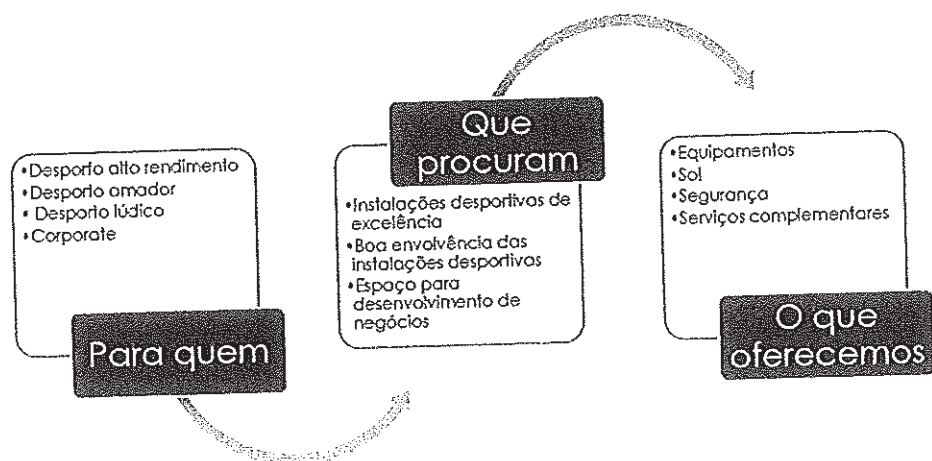 •Desporto alto rendimento
•Desporto amador
• Desporto lúdico
•Corporate
Para quem
Que
procuram
•Instalações desportivas de
excelência
•Boa envolvência das
instalações desportivas
•Espaço para
desenvolvimento de
negócios
•Equipamentos
•Sol
•Segurança
•Serviços complementares
O que
oferecemos